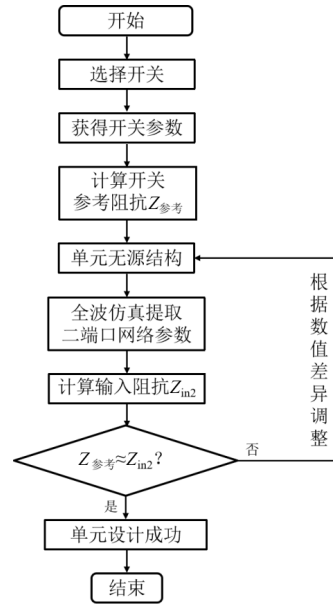 开始
选择开关
获得开关参数
计算开关
参考阻抗Z参考
单元无源结构
全波仿真提取
二端口网络参数
计算输入阻抗Zin2
Z参考≈Zin2?
否
是
单元设计成功
结束
根据数值差异调整